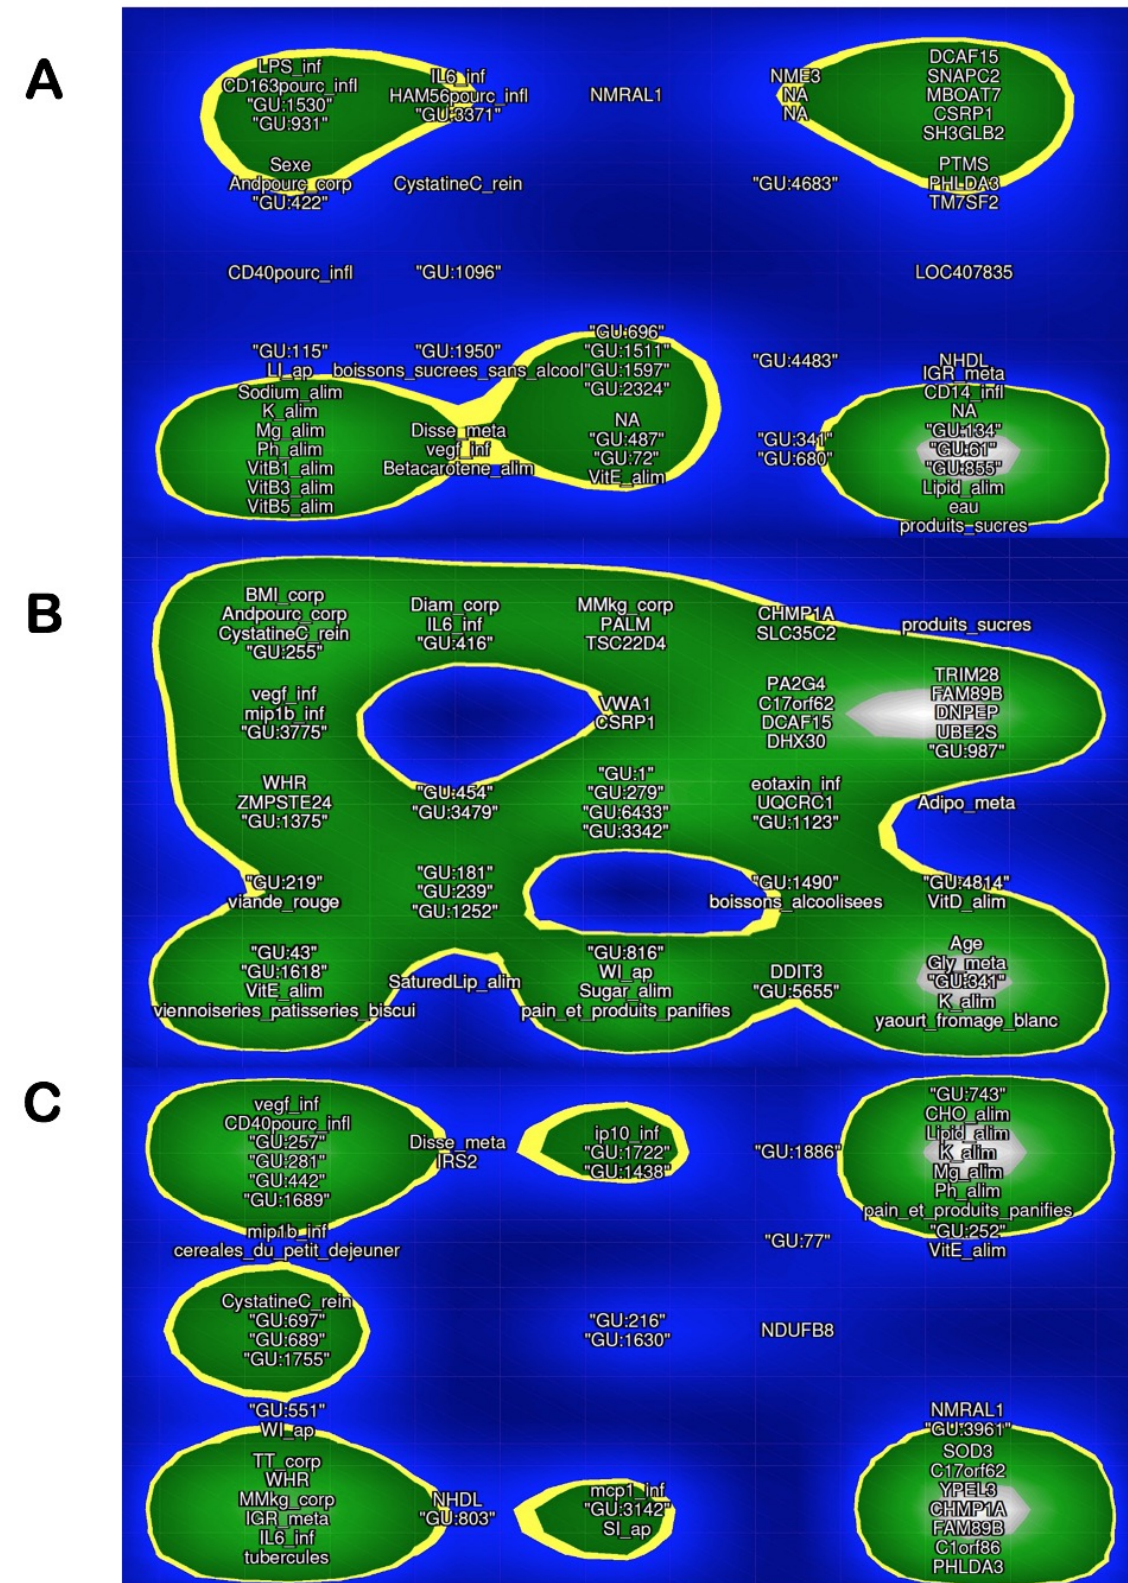 A
LPS_inf
CD163pourc_infl
"GU:1530"
"GU:931"
IL6_inf
HAM56pourc_infl
"GU:3371"
NMRAL1
NME3
NA
NA
DCAF15
SNAPC2
MBOAT7
CSRP1
SH3GLB2
Sexe
Andpourc_corp
"GU:422"
CystatineC_rein
"GU:4683"
PTMS
PHLDA3
TM7SF2
CD40pourc_infl
"GU:1096"
LOC407835
"GU:115"
LI_ap
Sodium_alim
K_alim
Mg_alim
Ph_alim
VitB1_alim
VitB3_alim
VitB5_alim
"GU:1950"
boissons_sucrees_sans_alcool
Disse_meta
vegf_inf
Betacarotene_alim
"GU:696"
"GU:1511"
"GU:1597"
"GU:2324"
NA
"GU:487"
"GU:72"
VitE_alim
"GU:4483"
"GU:341"
"GU:680"
NHDL
IGR_meta
CD14_infl
NA
"GU:134"
"GU:61"
"GU:855"
Lipid_alim
eau
produits_sucres
B
BMI_corp
Andpourc_corp
CystatineC_rein
"GU:255"
Diam_corp
IL6_inf
"GU:416"
MMkg_corp
PALM
TSC22D4
CHMP1A
SLC35C2
produits_sucres
vegf_inf
mip1b_inf
"GU:3775"
VWA1
CSRP1
PA2G4
C17orf62
DCAF15
DHX30
TRIM28
FAM89B
DNPEP
UBE2S
"GU:987"
WHR
ZMPSTE24
"GU:1375"
"GU:454"
"GU:3479"
"GU:1"
"GU:279"
"GU:6433"
"GU:3342"
eotaxin_inf
UQCRC1
"GU:1123"
Adipo_meta
"GU:219"
viande_rouge
"GU:181"
"GU:239"
"GU:1252"
"GU:1490"
boissons_alcoolisees
"GU:4814"
VitD_alim
"GU:43"
"GU:1618"
VitE_alim
viennoiseries_patisseries_biscui
SaturedLip_alim
"GU:816"
WI_ap
Sugar_alim
pain_et_produits_panifies
DDIT3
"GU:5655"
Age
Gly_meta
"GU:341"
K_alim
yaourt_fromage_blanc
C
vegf_inf
CD40pourc_infl
"GU:257"
"GU:281"
"GU:442"
"GU:1689"
Disse_meta
IRS2
ip10_inf
"GU:1722"
"GU:1438"
"GU:1886"
"GU:743"
CHO_alim
Lipid_alim
K_alim
Mg_alim
Ph_alim
pain_et_produits_panifies
mip1b_inf
cereales_du_petit_dejeuner
"GU:77"
"GU:252"
VitE_alim
CystatineC_rein
"GU:697"
"GU:689"
"GU:1755"
"GU:216"
"GU:1630"
NDUFB8
"GU:551"
WI_ap
TT_corp
WHR
MMkg_corp
IGR_meta
IL6_inf
tubercules
NHDL
"GU:803"
mcp1_inf
"GU:3142"
SI_ap
NMRAL1
"GU:3961"
SOD3
C17orf62
YPEL3
CHMP1A
FAM89B
C1orf86
PHLDA3